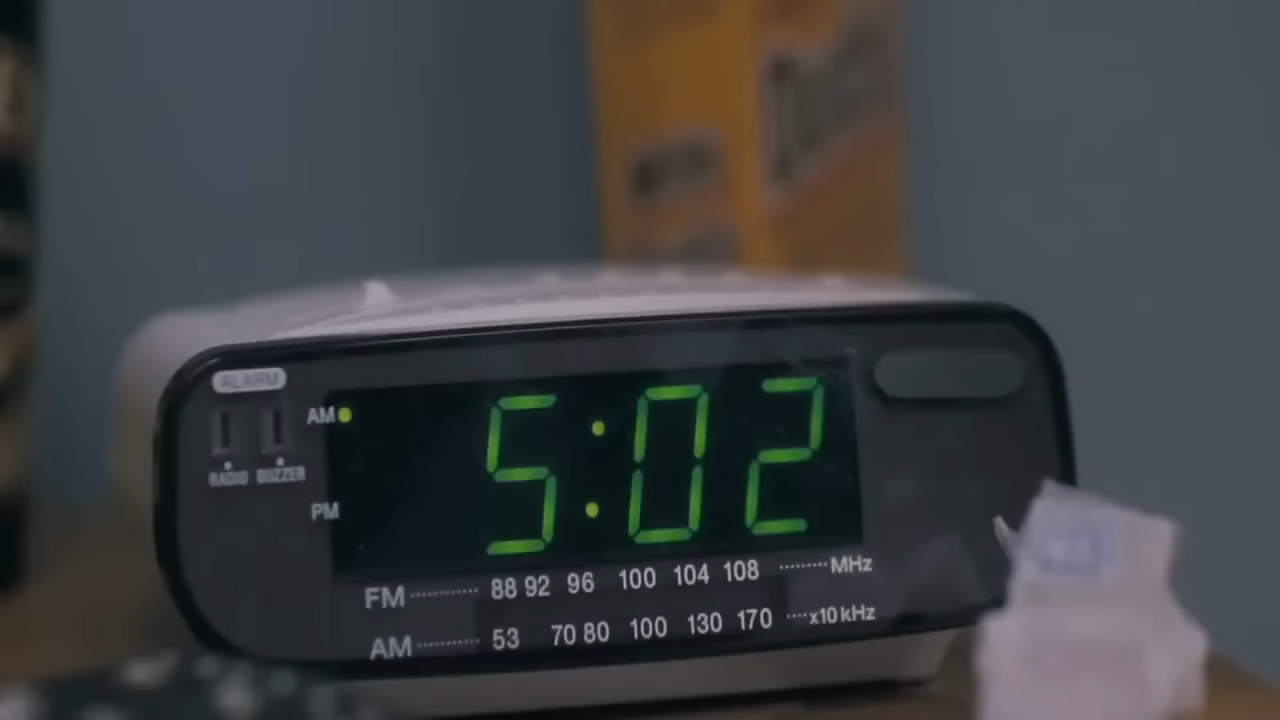 ALARM
AM
RADIO BUZZER
PM
5:02
FM 88 92 96 100 104 108 MHz
AM 53 70 80 100 130 170 x10 kHz